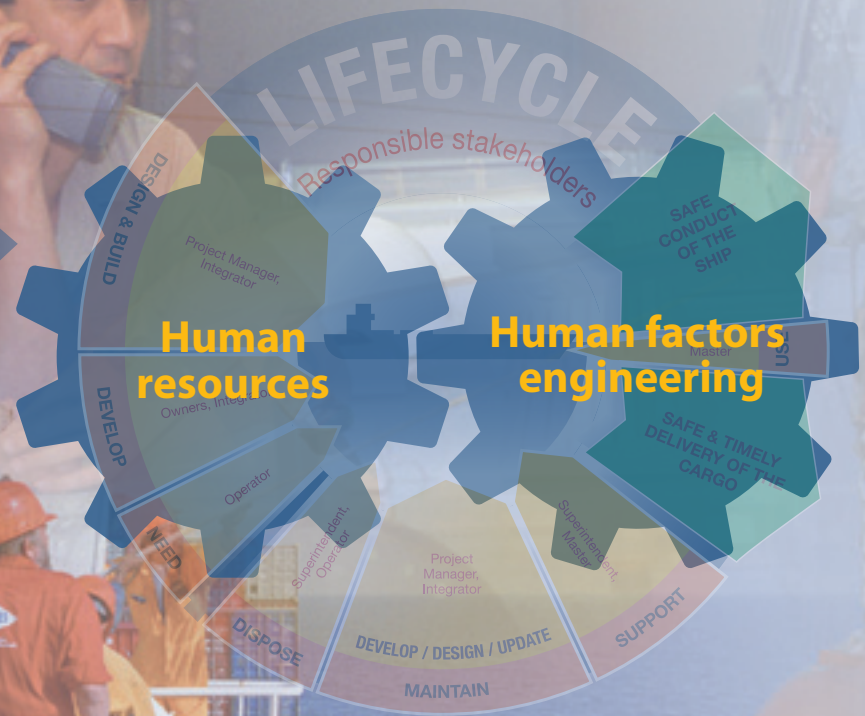 LIFECYCLE
Responsible stakeholders
DESIGN & BUILD
Project Manager,
Integrator
SAFE
CONDUCT
OF THE
SHIP
Human
resources
Human factors
engineering
Master
USE
DEVELOP
Owners, Integrator
SAFE & TIMELY
DELIVERY OF THE
CARGO
Operator
NEED
Superintendent,
Operator
Project
Manager,
Integrator
Superintendent,
Master
DISPOSE
DEVELOP / DESIGN / UPDATE
SUPPORT
MAINTAIN